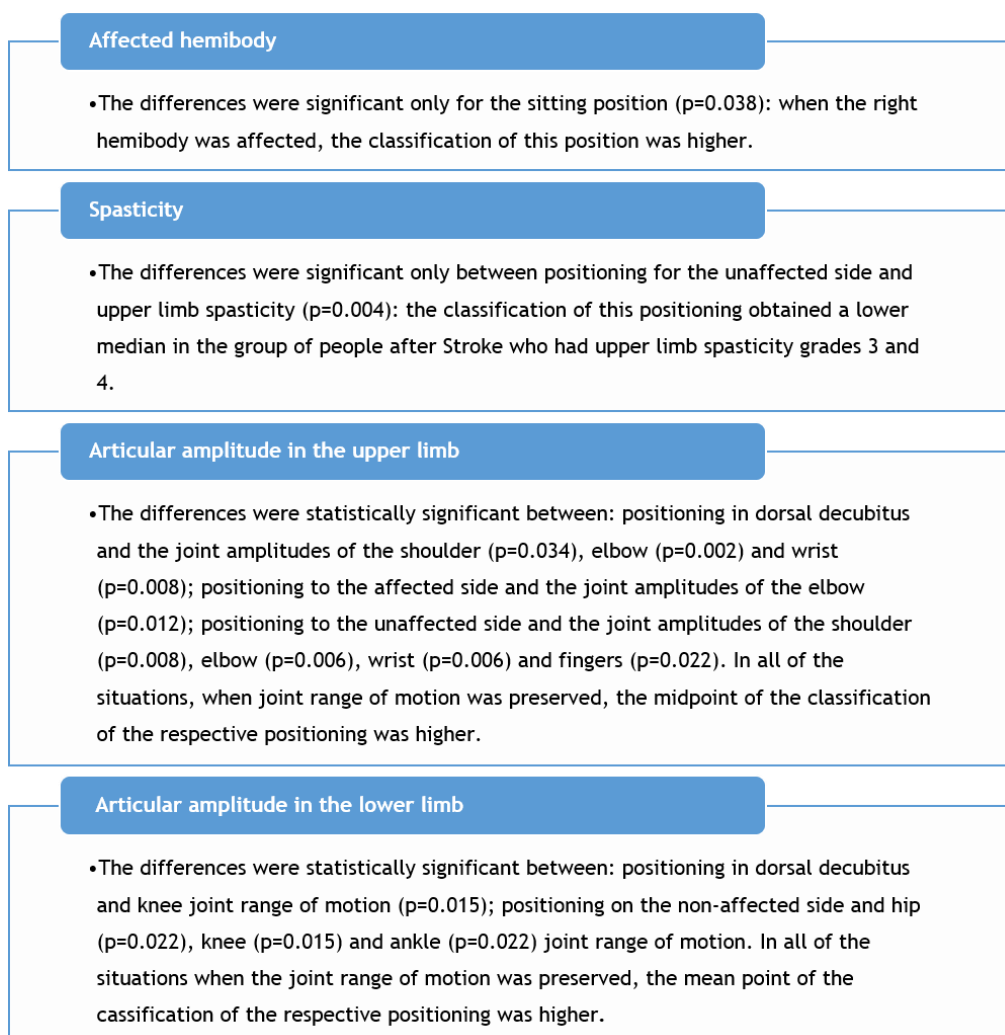 Affected hemibody
•The differences were significant only for the sitting position (p=0.038): when the right
hemibody was affected, the classification of this position was higher.
Spasticity
•The differences were significant only between positioning for the unaffected side and
upper limb spasticity (p=0.004): the classification of this positioning obtained a lower
median in the group of people after Stroke who had upper limb spasticity grades 3 and
4.
Articular amplitude in the upper limb
•The differences were statistically significant between: positioning in dorsal decubitus
and the joint amplitudes of the shoulder (p=0.034), elbow (p=0.002) and wrist
(p=0.008); positioning to the affected side and the joint amplitudes of the elbow
(p=0.012); positioning to the unaffected side and the joint amplitudes of the shoulder
(p=0.008), elbow (p=0.006), wrist (p=0.006) and fingers (p=0.022). In all of the
situations, when joint range of motion was preserved, the midpoint of the classification
of the respective positioning was higher.
Articular amplitude in the lower limb
•The differences were statistically significant between: positioning in dorsal decubitus
and knee joint range of motion (p=0.015); positioning on the non-affected side and hip
(p=0.022), knee (p=0.015) and ankle (p=0.022) joint range of motion. In all of the
situations when the joint range of motion was preserved, the mean point of the
cassification of the respective positioning was higher.